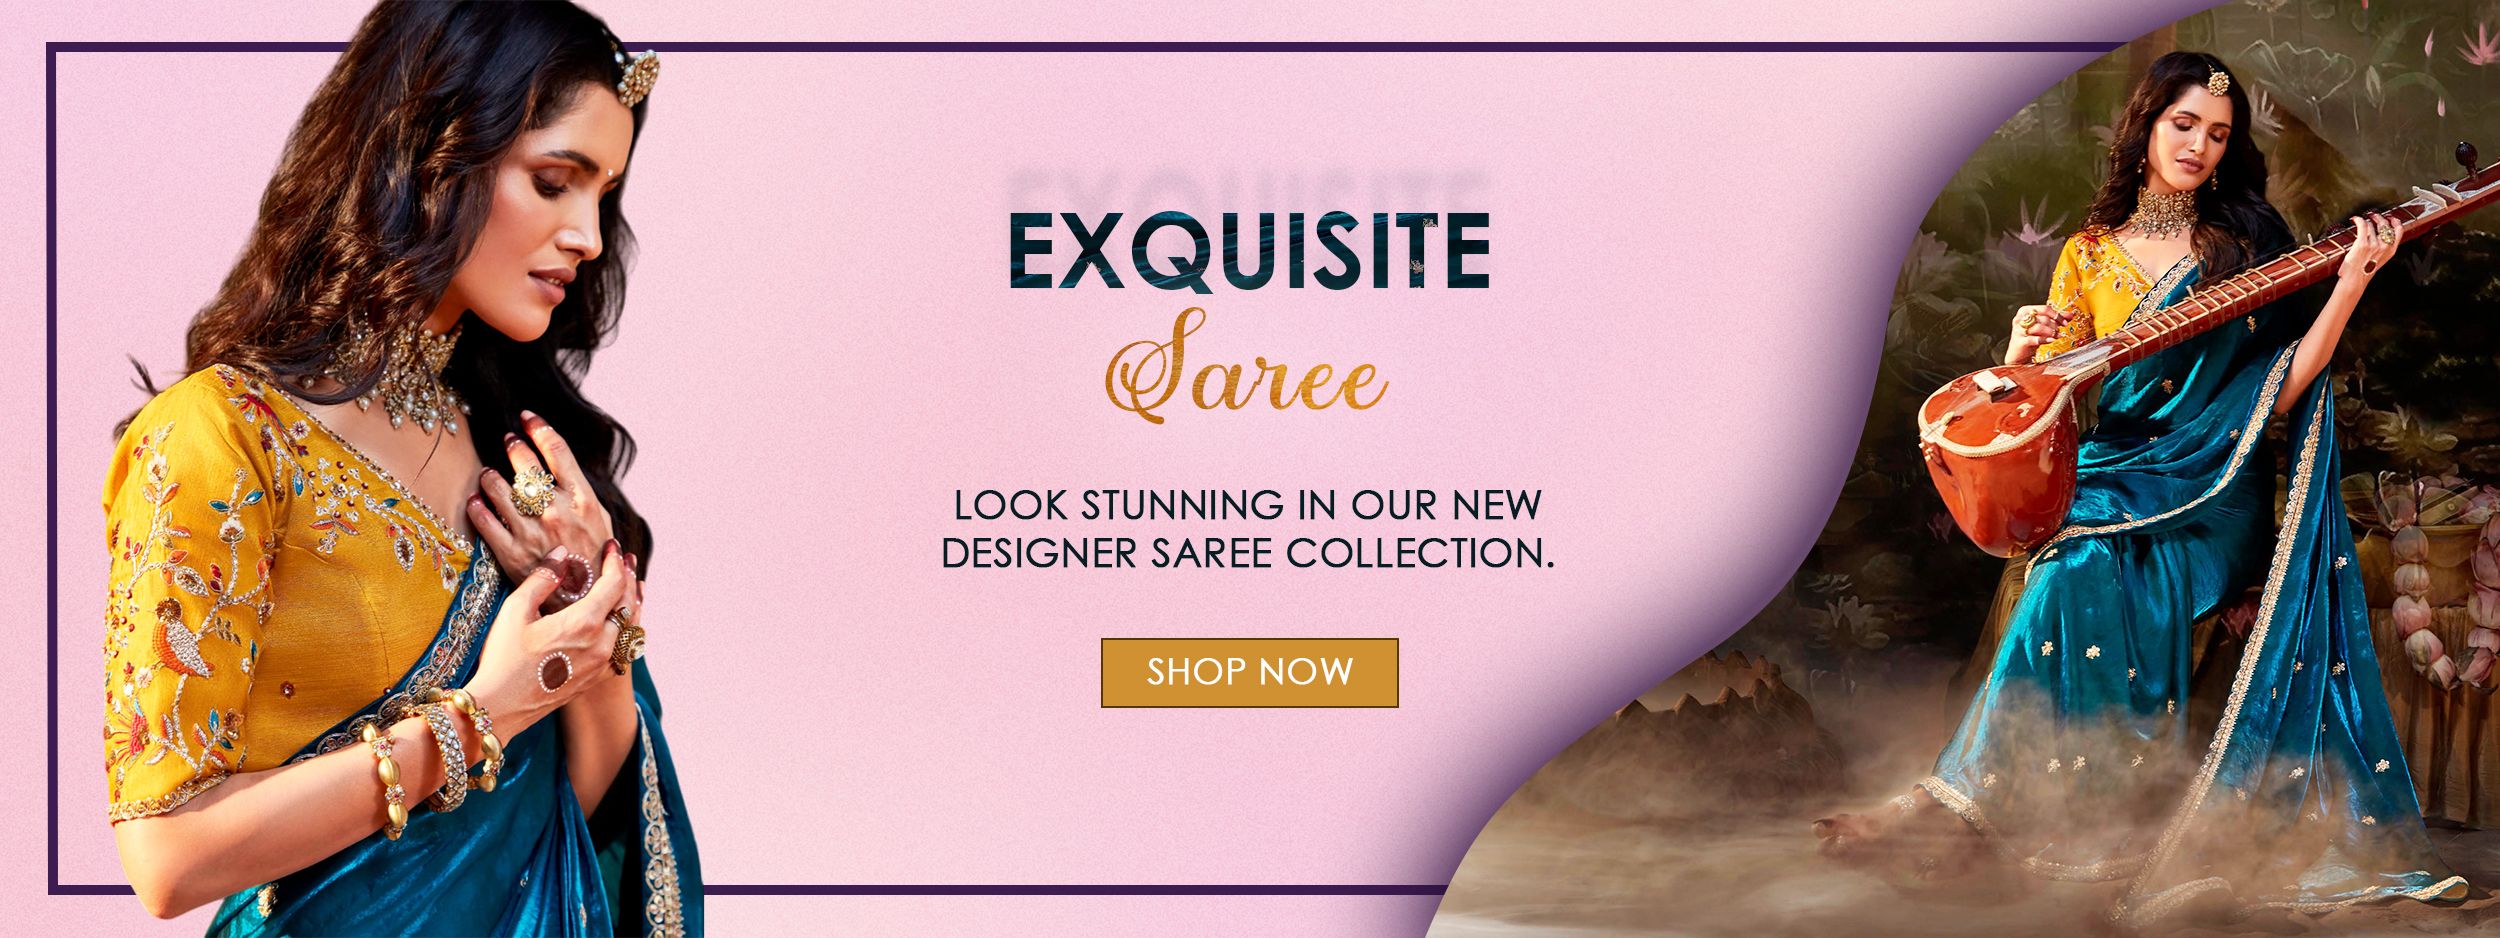 EXQUISITE
Saree
LOOK STUNNING IN OUR NEW
DESIGNER SAREE COLLECTION.
SHOP NOW